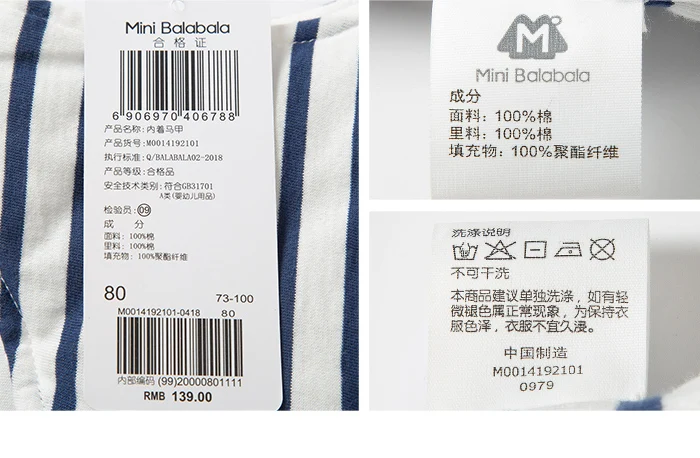 Mini Balabala
合格证
6 906970 406788
产品名称: 内着马甲
产品货号: M0014192101
执行标准: Q/BALABALA02-2018
产品等级: 合格品
安全技术类别: 符合GB31701
A类(婴幼儿用品)
检验员: 09
成 分
面料: 100%棉
里料: 100%棉
填充物: 100%聚酯纤维
80 73-100
M0014192101-0418 80
内部编码 (99)20000801111
RMB 139.00
M
Mini Balabala
成分
面料: 100%棉
里料: 100%棉
填充物: 100%聚酯纤维
洗涤说明
不可干洗
本商品建议单独洗涤, 如有轻
微褪色属正常现象, 为保持衣
服色泽, 衣服不宜久浸。
中国制造
M0014192101
0979